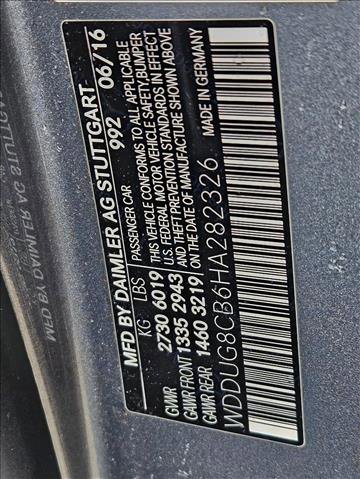 MFD BY DAIMLER AG STUTTGART
992 06/16
KG LBS PASSENGER CAR
GVWR 2730 6019 THIS VEHICLE CONFORMS TO ALL APPLICABLE
GAWR FRONT 1335 2943 U.S. FEDERAL MOTOR VEHICLE SAFETY, BUMPER
GAWR REAR 1460 3219 AND THEFT PREVENTION STANDARDS IN EFFECT
ON THE DATE OF MANUFACTURE SHOWN ABOVE
WDDUG8CB6HA282326 MADE IN GERMANY